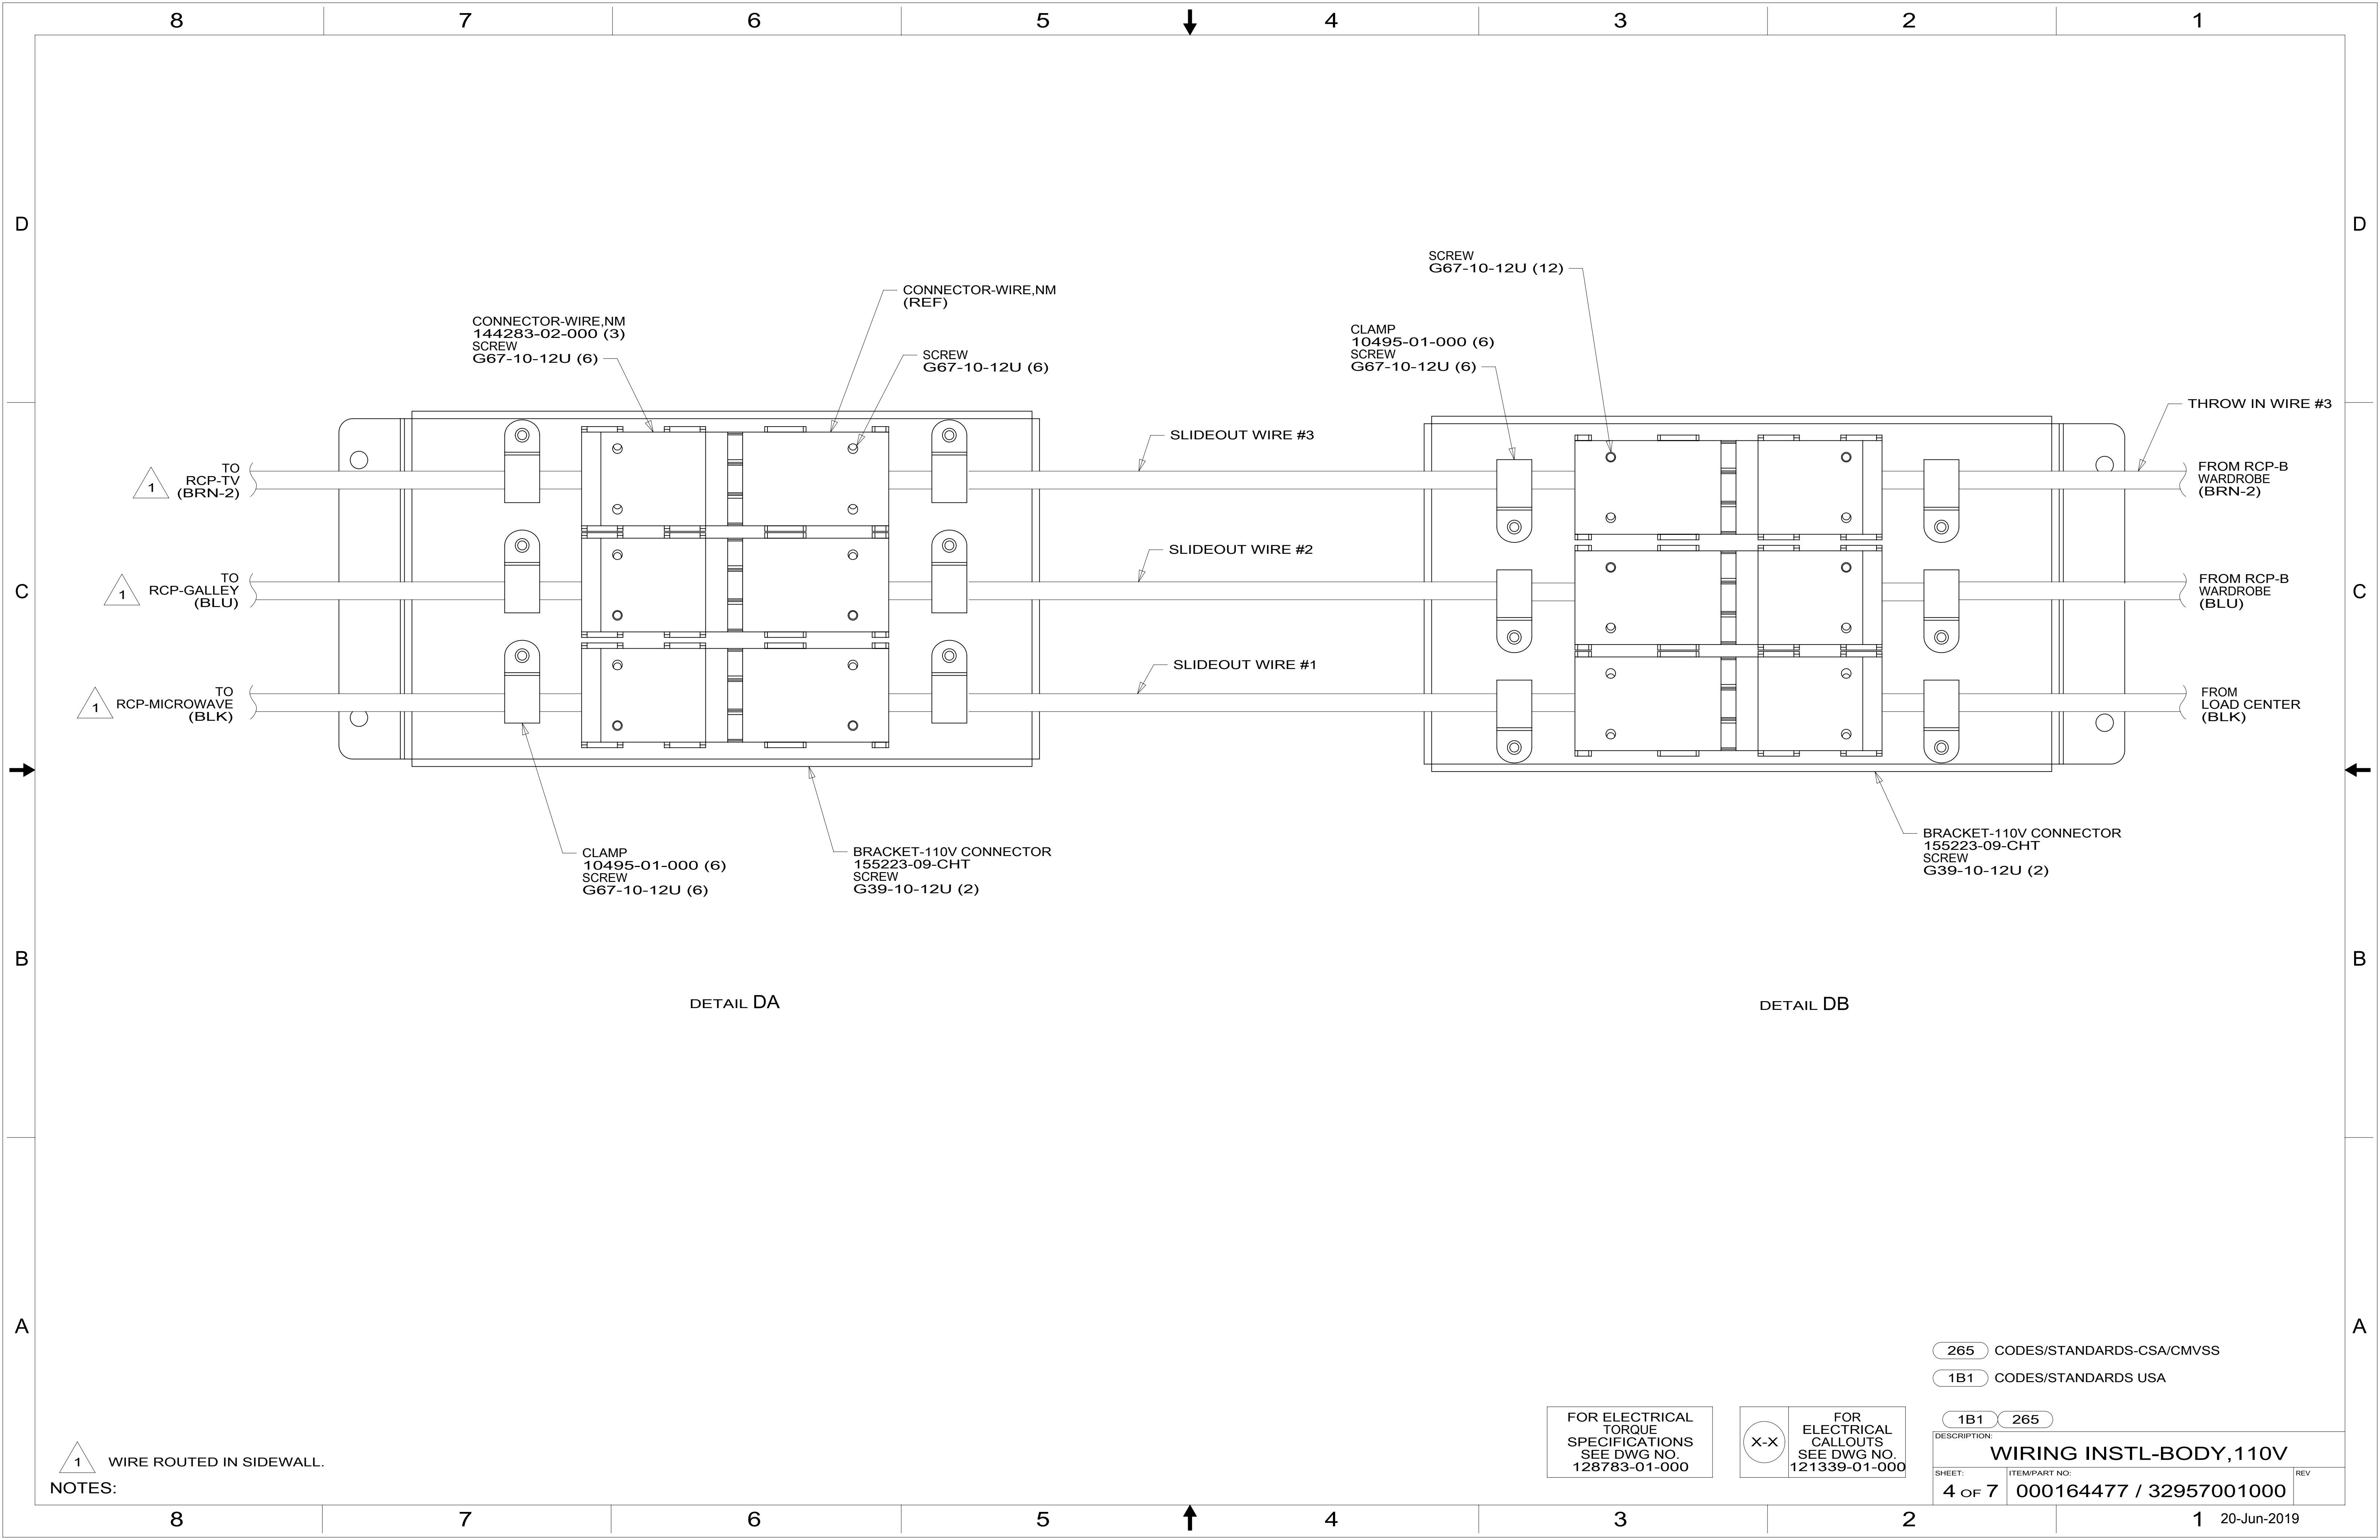 8 7 6 5 4 3 2 1
D D
SCREW
G67-10-12U (12)
CONNECTOR-WIRE,NM
(REF)
CONNECTOR-WIRE,NM
144283-02-000 (3)
SCREW
G67-10-12U (6)
SCREW
G67-10-12U (6)
CLAMP
10495-01-000 (6)
SCREW
G67-10-12U (6)
THROW IN WIRE #3
SLIDEOUT WIRE #3
1
TO
RCP-TV
(BRN-2)
FROM RCP-B
WARDROBE
(BRN-2)
SLIDEOUT WIRE #2
C C
1
TO
RCP-GALLEY
(BLU)
FROM RCP-B
WARDROBE
(BLU)
SLIDEOUT WIRE #1
1
TO
RCP-MICROWAVE
(BLK)
FROM
LOAD CENTER
(BLK)
CLAMP
10495-01-000 (6)
SCREW
G67-10-12U (6)
BRACKET-110V CONNECTOR
155223-09-CHT
SCREW
G39-10-12U (2)
BRACKET-110V CONNECTOR
155223-09-CHT
SCREW
G39-10-12U (2)
B B
DETAIL DA
DETAIL DB
A A
265 CODES/STANDARDS-CSA/CMVSS
1B1 CODES/STANDARDS USA
FOR ELECTRICAL
TORQUE
SPECIFICATIONS
SEE DWG NO.
128783-01-000
X-X
FOR
ELECTRICAL
CALLOUTS
SEE DWG NO.
121339-01-000
1B1 265
DESCRIPTION:
WIRING INSTL-BODY,110V
SHEET:
4 OF 7
ITEM/PART NO:
000164477 / 32957001000
REV
1 WIRE ROUTED IN SIDEWALL.
NOTES:
8 7 6 5 4 3 2 1
20-Jun-2019